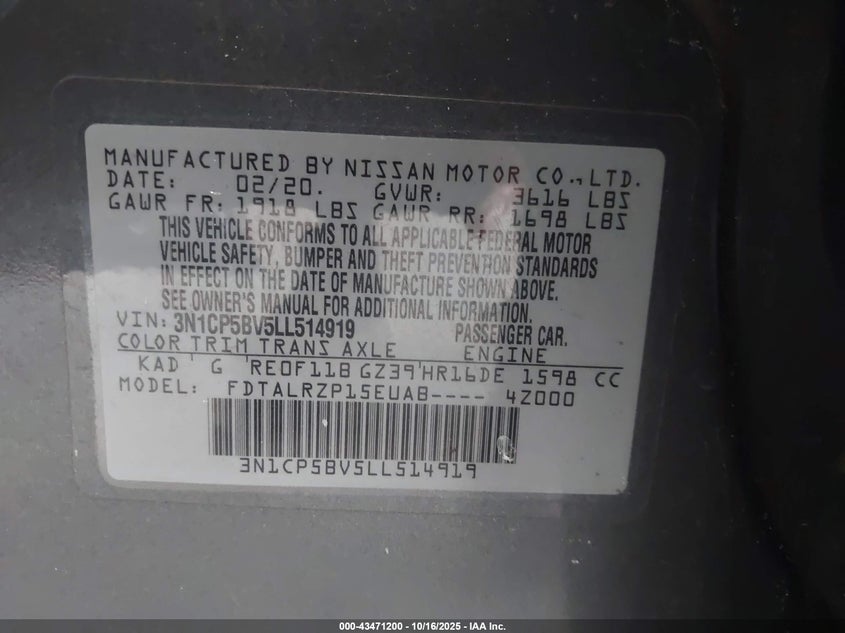 MANUFACTURED BY NISSAN MOTOR CO., LTD.
DATE: 02/20. GVWR: 3616 LBS
GAWR FR: 1918 LBS GAWR RR: 1698 LBS
THIS VEHICLE CONFORMS TO ALL APPLICABLE FEDERAL MOTOR
VEHICLE SAFETY, BUMPER AND THEFT PREVENTION STANDARDS
IN EFFECT ON THE DATE OF MANUFACTURE SHOWN ABOVE.
SEE OWNER'S MANUAL FOR ADDITIONAL INFORMATION.
VIN: 3N1CP5BV5LL514919 PASSENGER CAR.
COLOR TRIM TRANS AXLE ENGINE
KAD ' G 'RE0F11B GZ39'HR16DE 1598 CC
MODEL: FDTALRZP15EUAB---- 4Z000
3N1CP5BV5LL514919
000-43471200 - 10/16/2025 - IAA Inc.